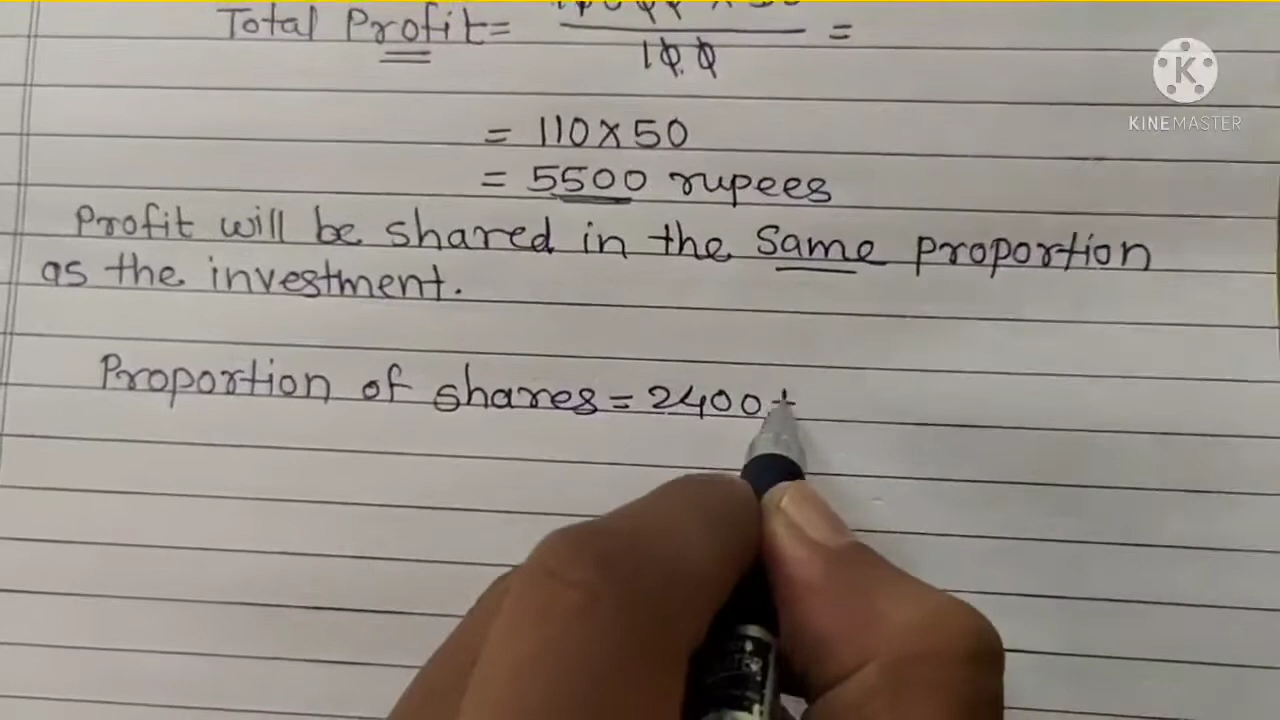 Total Profit= =
100
= 110×50
= 5500 rupees
Profit will be shared in the same proportion
as the investment.
Proportion of shares = 2400+
KINEMASTER